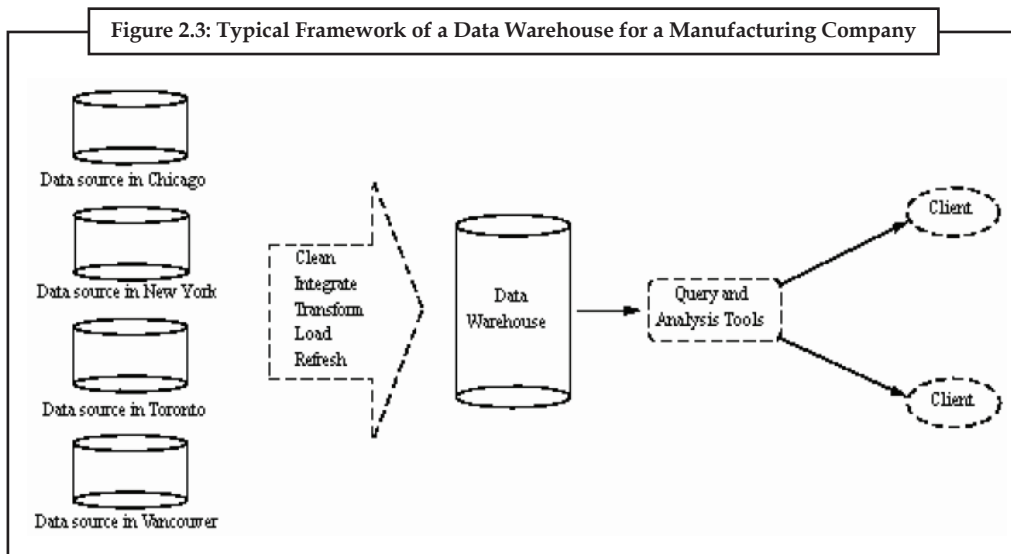 Figure 2.3: Typical Framework of a Data Warehouse for a Manufacturing Company
Data source in Chicago
Data source in New York
Data source in Toronto
Data source in Vancouver
Clean
Integrate
Transform
Load
Refresh
Data
Warehouse
Query and
Analysis Tools
Client
Client